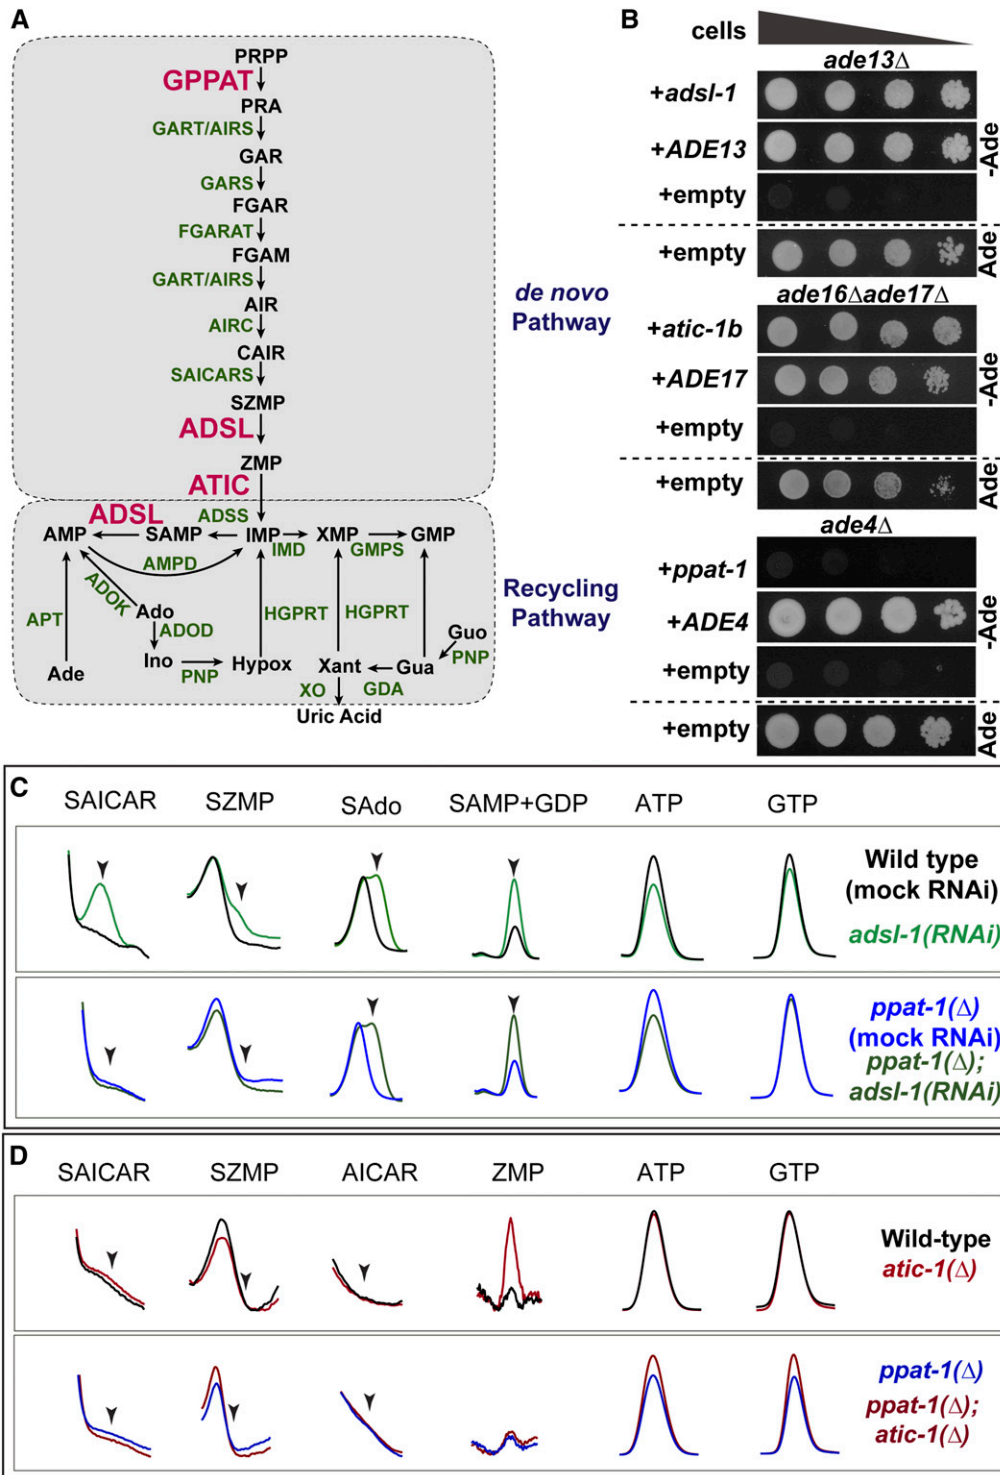 A
PRPP
GPPAT
PRA
GART/AIRS
GAR
GARS
FGAR
FGARAT
FGAM
GART/AIRS
AIR
AIRC
CAIR
SAICARS
SZMP
ADSL
ZMP
ATIC
de novo
Pathway
ADSL
ADSS
AMP
SAMP
IMP
XMP
GMP
IMD
GMPS
AMPD
ADOK
APT
Ado
ADOD
HGPRT
HGPRT
Ade
Ino
PNP
Hypox
Xant
Gua
Guo
PNP
XO
GDA
Uric Acid
Recycling
Pathway
B
cells
ade13Δ
+adsl-1
+ADE13
+empty
-Ade
+empty
Ade
ade16Δade17Δ
+atic-1b
+ADE17
+empty
-Ade
+empty
Ade
ade4Δ
+ppat-1
+ADE4
+empty
-Ade
+empty
Ade
C
SAICAR SZMP SAdo SAMP+GDP ATP GTP
Wild type
(mock RNAi)
adsl-1(RNAi)
ppat-1(Δ)
(mock RNAi)
ppat-1(Δ);
adsl-1(RNAi)
D
SAICAR SZMP AICAR ZMP ATP GTP
Wild-type
atic-1(Δ)
ppat-1(Δ)
ppat-1(Δ);
atic-1(Δ)